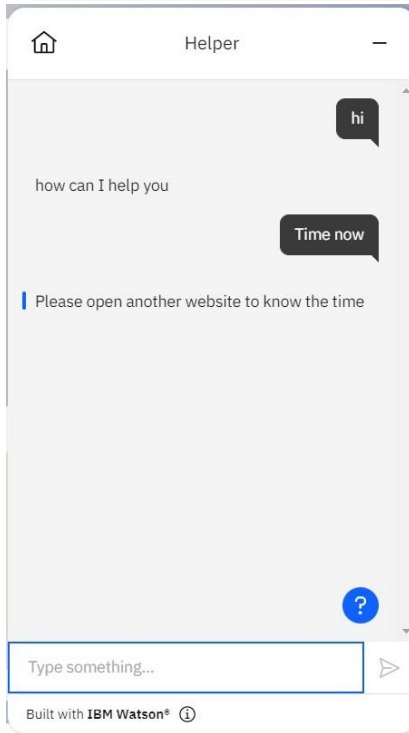 Helper
hi
how can I help you
Time now
Please open another website to know the time
?
Type something...
Built with IBM Watson®